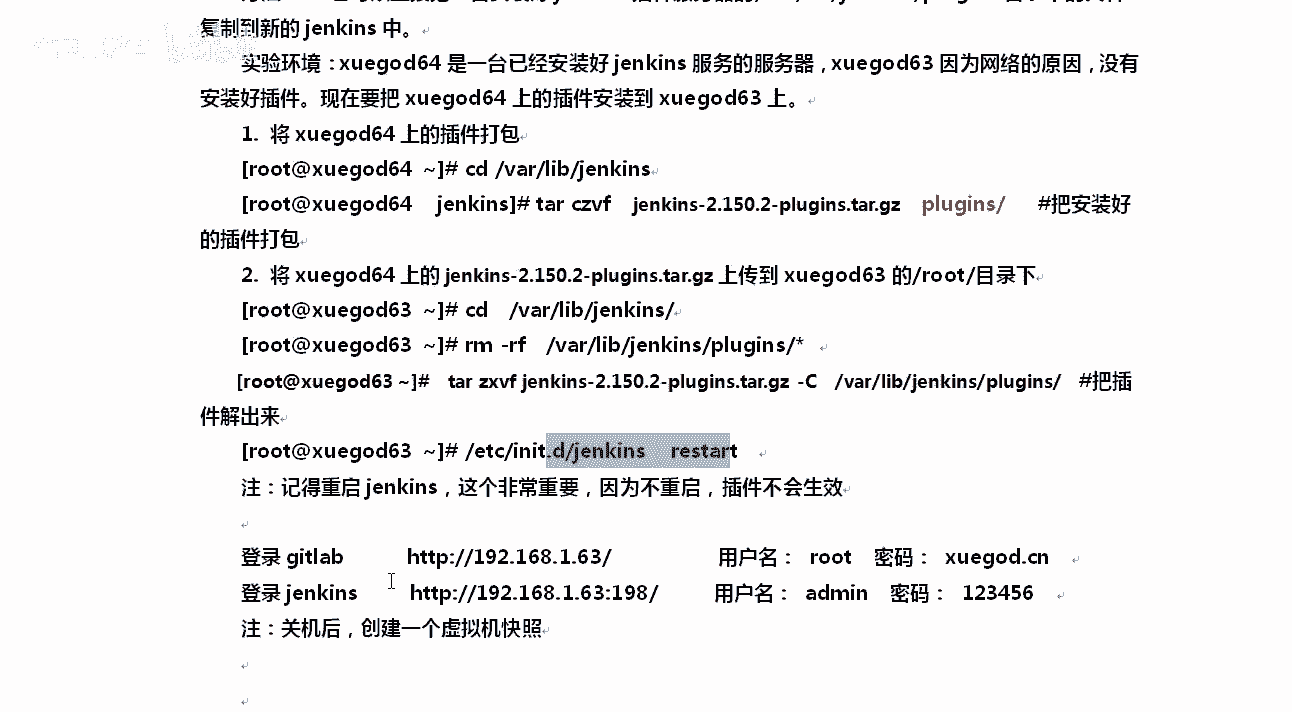 复制到新的 jenkins 中。
实验环境：xuegod64 是一台已经安装好 jenkins 服务的服务器，xuegod63 因为网络的原因，没有
安装好插件。现在要把 xuegod64 上的插件安装到 xuegod63 上。
1. 将 xuegod64 上的插件打包
[root@xuegod64 ~]# cd /var/lib/jenkins
[root@xuegod64 jenkins]# tar czvf jenkins-2.150.2-plugins.tar.gz plugins/ #把安装好
的插件打包
2. 将 xuegod64 上的 jenkins-2.150.2-plugins.tar.gz 上传到 xuegod63 的/root/目录下
[root@xuegod63 ~]# cd /var/lib/jenkins/
[root@xuegod63 ~]# rm -rf /var/lib/jenkins/plugins/*
[root@xuegod63 ~]# tar zxvf jenkins-2.150.2-plugins.tar.gz -C /var/lib/jenkins/plugins/ #把插
件解出来
[root@xuegod63 ~]# /etc/init.d/jenkins restart
注：记得重启 jenkins，这个非常重要，因为不重启，插件不会生效
登录 gitlab http://192.168.1.63/ 用户名： root 密码： xuegod.cn
登录 jenkins http://192.168.1.63:198/ 用户名： admin 密码： 123456
注：关机后，创建一个虚拟机快照